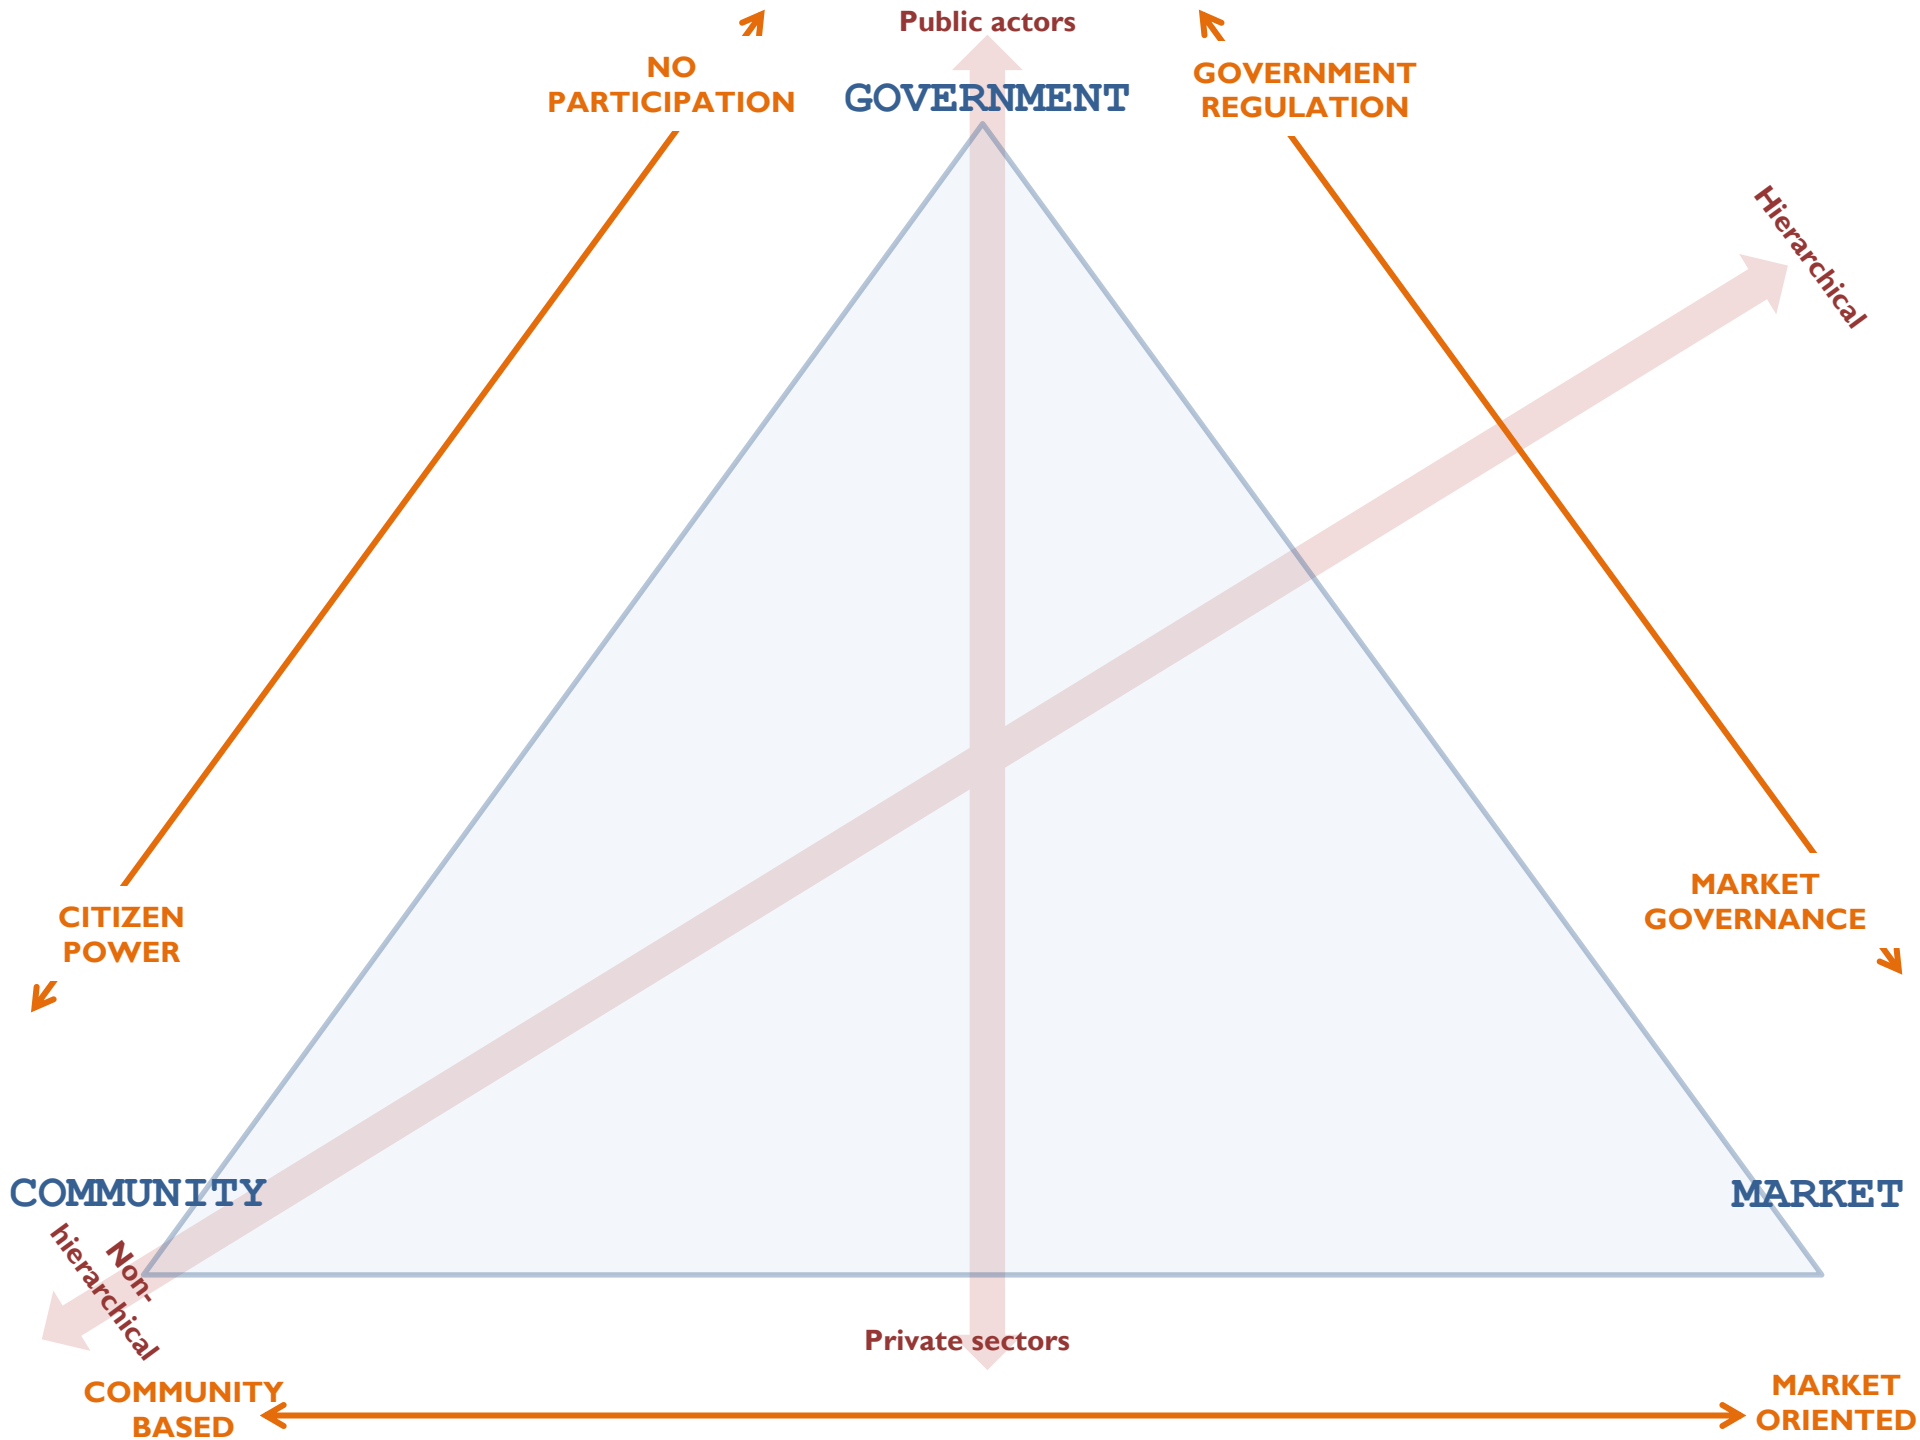 Public actors
NO
PARTICIPATION
GOVERNMENT
GOVERNMENT
REGULATION
Hierarchical
CITIZEN
POWER
MARKET
GOVERNANCE
COMMUNITY
MARKET
Non-
hierarchical
Private sectors
COMMUNITY
BASED
MARKET
ORIENTED